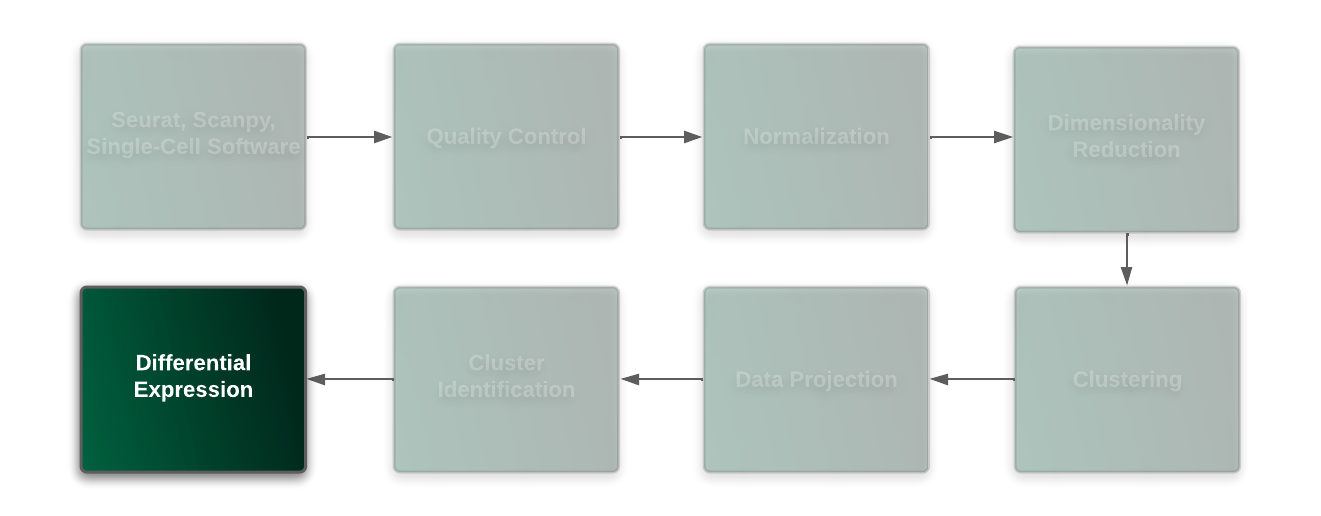 Seurat, Scanpy,
Single-Cell Software
Quality Control
Normalization
Dimensionality
Reduction
Clustering
Data Projection
Cluster
Identification
Differential
Expression